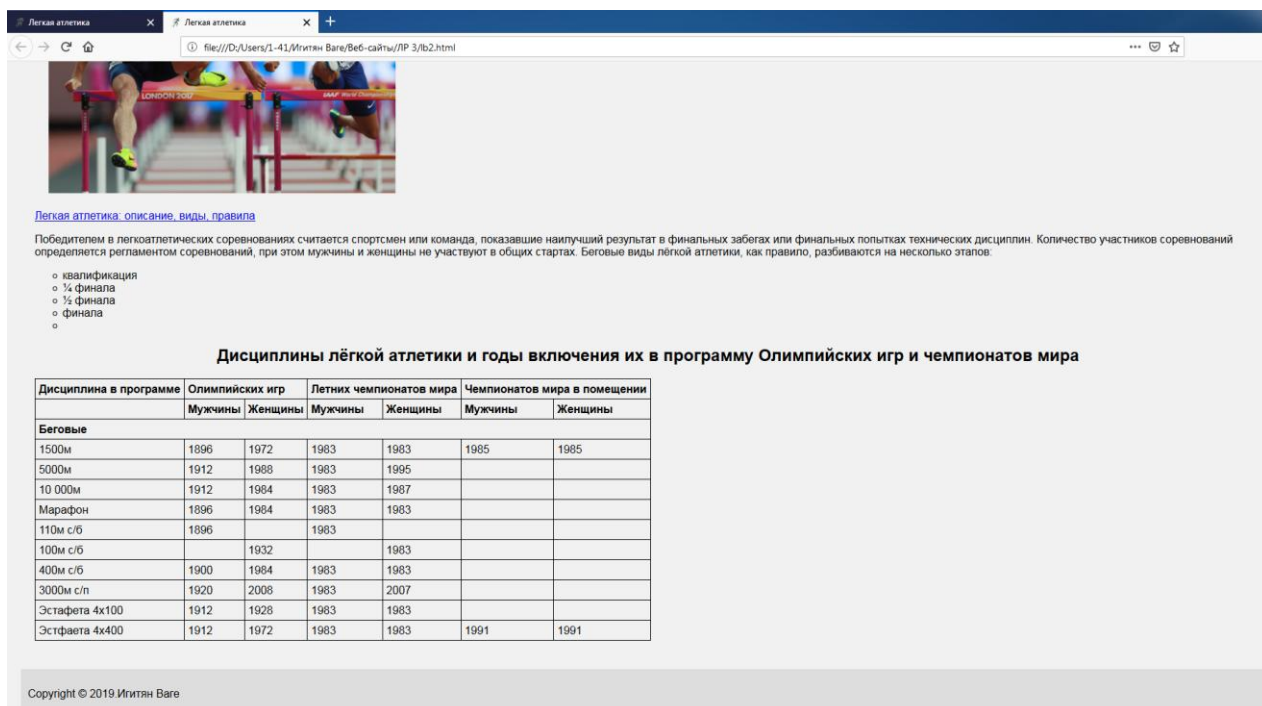 Легкая атлетика
Легкая атлетика
file:///D:/Users/1-41/Игитян Ваге/Веб-сайты//ЛР 3/lb2.html
LONDON 2017
IAAF World Championships
Легкая атлетика: описание, виды, правила
Победителем в легкоатлетических соревнованиях считается спортсмен или команда, показавшие наилучший результат в финальных забегах или финальных попытках технических дисциплин. Количество участников соревнований
определяется регламентом соревнований, при этом мужчины и женщины не участвуют в общих стартах. Беговые виды лёгкой атлетики, как правило, разбиваются на несколько этапов:
квалификация
¼ финала
½ финала
финала
Дисциплины лёгкой атлетики и годы включения их в программу Олимпийских игр и чемпионатов мира
Дисциплина в программе Олимпийских игр Летних чемпионатов мира Чемпионатов мира в помещении
Мужчины Женщины Мужчины Женщины Мужчины Женщины
Беговые
1500м 1896 1972 1983 1983 1985 1985
5000м 1912 1988 1983 1995
10 000м 1912 1984 1983 1987
Марафон 1896 1984 1983 1983
110м с/б 1896 1983
100м с/б 1932 1983
400м с/б 1900 1984 1983 1983
3000м с/п 1920 2008 1983 2007
Эстафета 4x100 1912 1928 1983 1983
Эстфаета 4x400 1912 1972 1983 1983 1991 1991
Copyright © 2019.Игитян Ваге